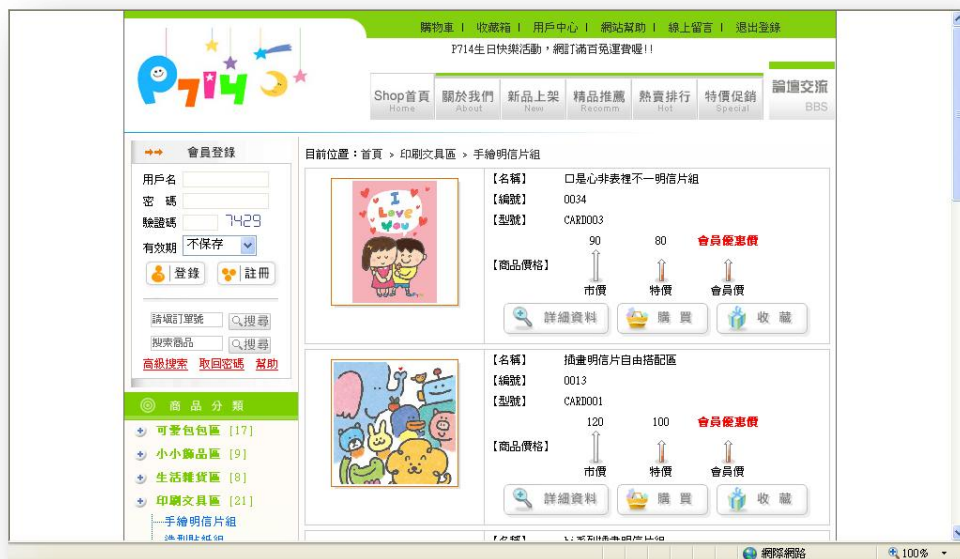 購物車 | 收藏箱 | 用戶中心 | 網站幫助 | 線上留言 | 退出登錄
P714生日快樂活動，網訂滿百免運費喔!!
P714
Shop首頁 關於我們 新品上架 精品推薦 熱賣排行 特價促銷 論壇交流
Home About New Recomm Hot Special BBS
會員登錄
用戶名
密 碼
驗證碼 7429
有效期 不保存
登錄 註冊
請填訂單號 搜尋
搜索商品 搜尋
高級搜索 取回密碼 幫助
商品分類
可愛包包區 [17]
小小飾品區 [9]
生活雜貨區 [8]
印刷文具區 [21]
手繪明信片組
目前位置：首頁 > 印刷文具區 > 手繪明信片組
I Love You
【名稱】 口是心非表裡不一明信片組
【編號】 0034
【型號】 CARD003
90 80 會員優惠價
【商品價格】
市價 特價 會員價
詳細資料 購買 收藏
【名稱】 插畫明信片自由搭配區
【編號】 0013
【型號】 CARD001
120 100 會員優惠價
【商品價格】
市價 特價 會員價
詳細資料 購買 收藏
網際網路 100%